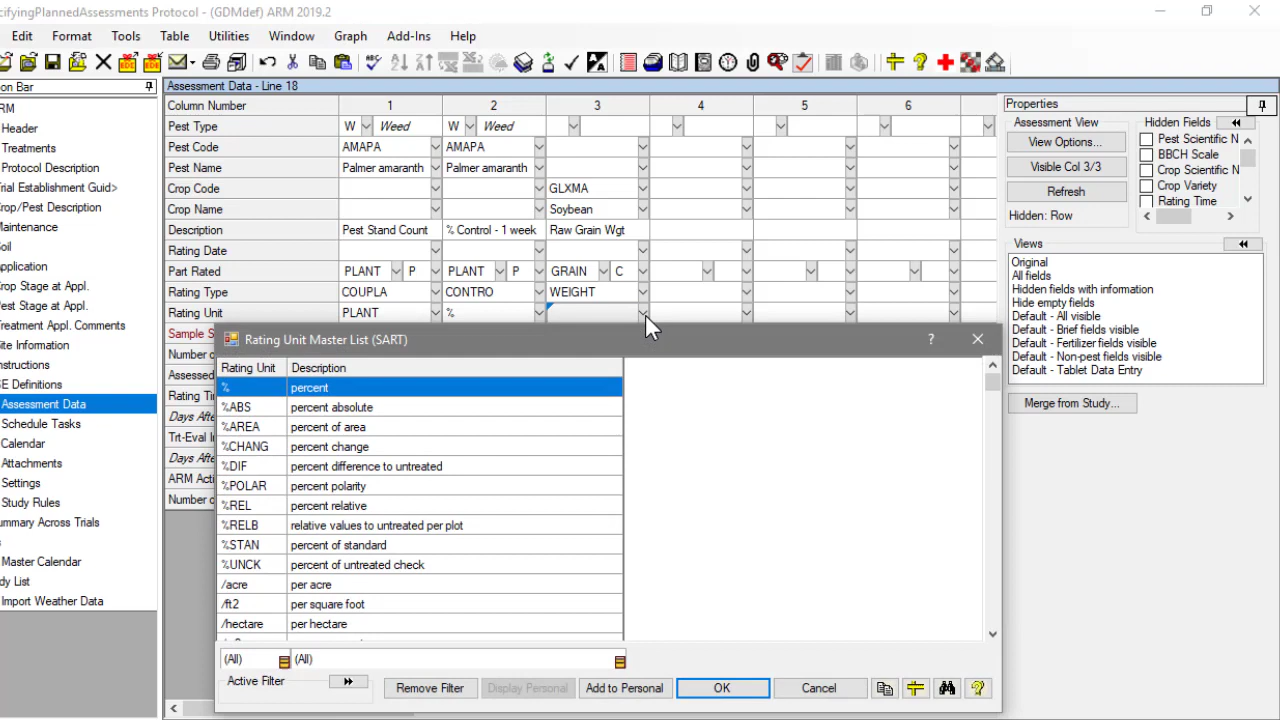 cifyingPlannedAssessments Protocol - (GDMdef) ARM 2019.2
Edit Format Tools Table Utilities Window Graph Add-Ins Help
on Bar
RM
Header
Treatments
Protocol Description
rial Establishment Guid>
rop/Pest Description
Maintenance
oil
pplication
rop Stage at Appl.
Pest Stage at Appl.
Treatment Appl. Comments
ite Information
nstructions
SE Definitions
Assessment Data
Schedule Tasks
Calendar
Attachments
Settings
Study Rules
ummary Across Trials
s
Master Calendar
dy List
Import Weather Data
Assessment Data - Line 18
Column Number 1 2 3 4 5 6
Pest Type W Weed W Weed
Pest Code AMAPA AMAPA
Pest Name Palmer amaranth Palmer amaranth
Crop Code GLXMA
Crop Name Soybean
Description Pest Stand Count % Control - 1 week Raw Grain Wgt
Rating Date
Part Rated PLANT P PLANT P GRAIN C
Rating Type COUPLA CONTRO WEIGHT
Rating Unit PLANT %
Sample S
Number o
Assessed
Rating Ti
Days Afte
Trt-Eval I
Days Afte
ARM Acti
Number o
Rating Unit Master List (SART)
Rating Unit Description
% percent
%ABS percent absolute
%AREA percent of area
%CHANG percent change
%DIF percent difference to untreated
%POLAR percent polarity
%REL percent relative
%RELB relative values to untreated per plot
%STAN percent of standard
%UNCK percent of untreated check
/acre per acre
/ft2 per square foot
/hectare per hectare
(All) (All)
Active Filter
Remove Filter Display Personal Add to Personal OK Cancel
Properties
Assessment View
View Options...
Visible Col 3/3
Refresh
Hidden: Row
Hidden Fields
Pest Scientific N
BBCH Scale
Crop Scientific N
Crop Variety
Rating Time
Views
Original
All fields
Hidden fields with information
Hide empty fields
Default - All visible
Default - Brief fields visible
Default - Fertilizer fields visible
Default - Non-pest fields visible
Default - Tablet Data Entry
Merge from Study...